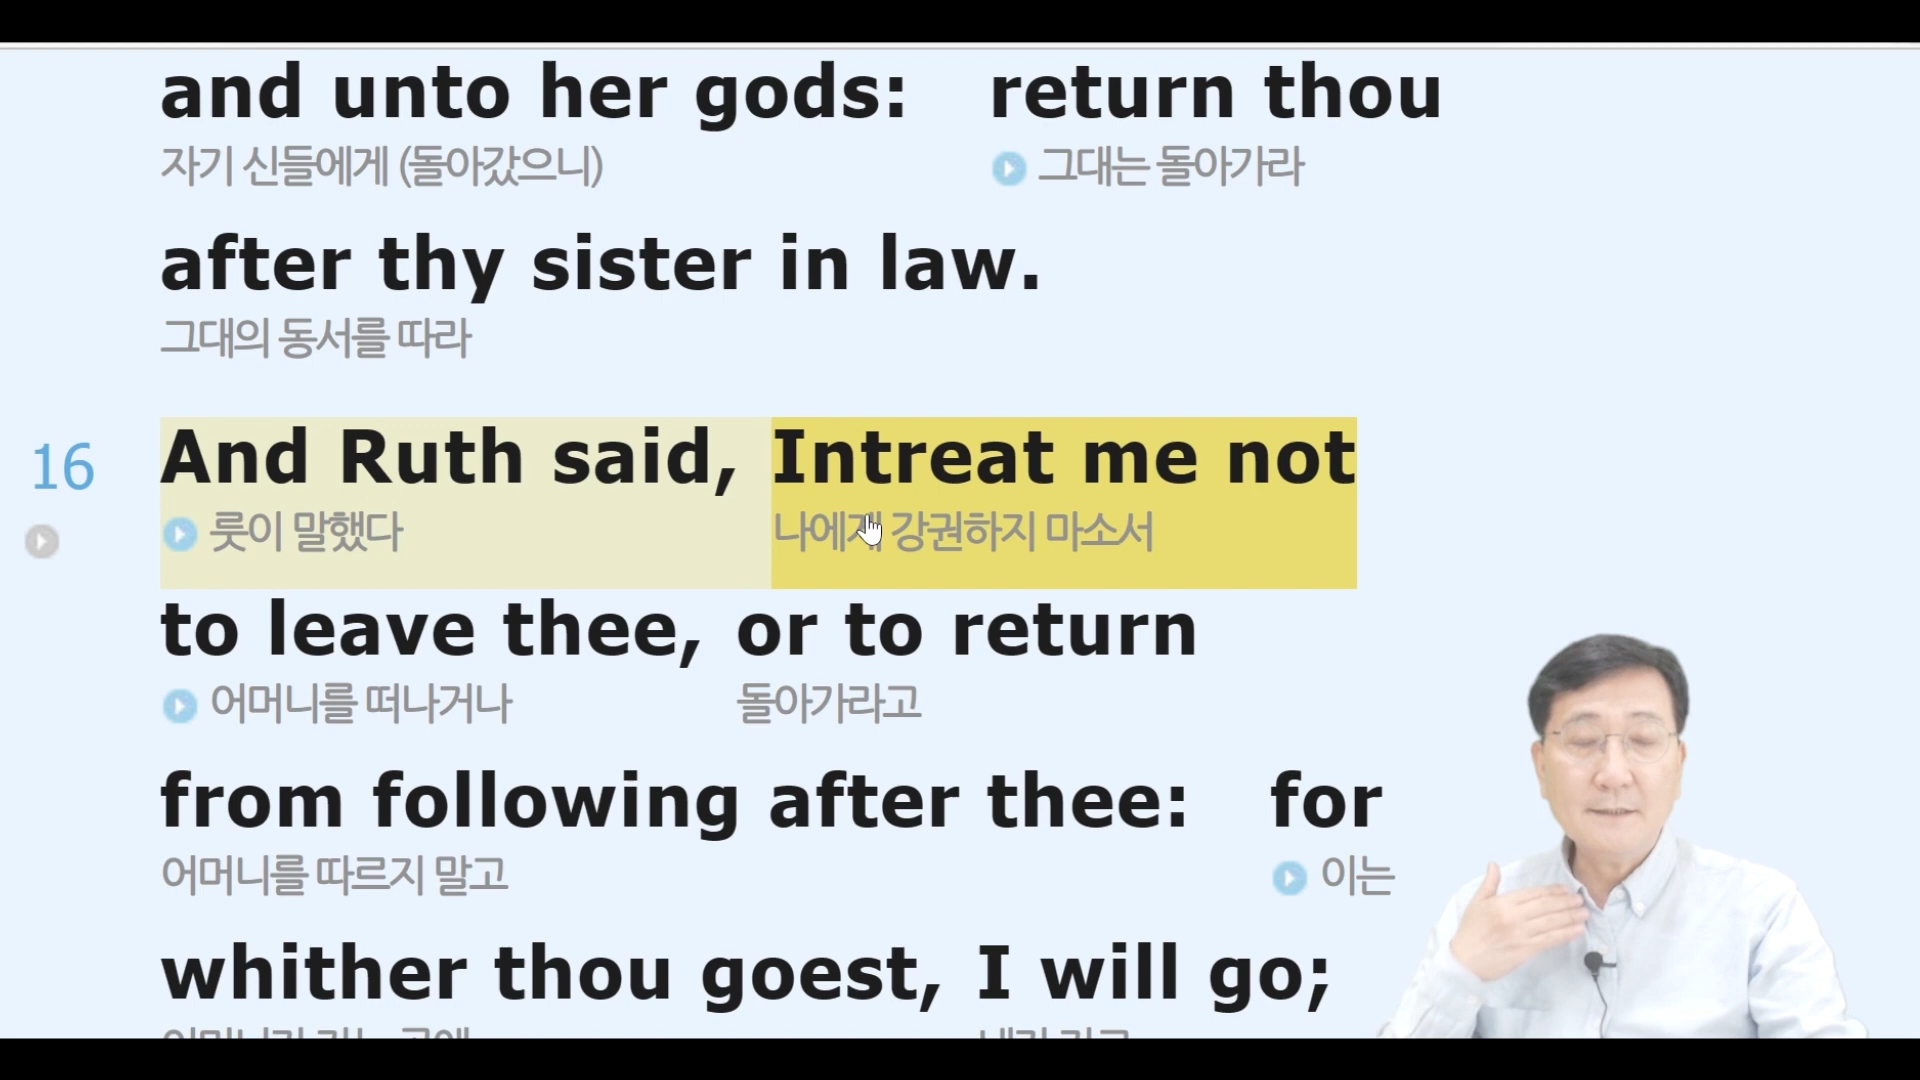 and unto her gods: return thou
자기 신들에게 (돌아갔으니) 그대는 돌아가라
after thy sister in law.
그대의 동서를 따라
16 And Ruth said, Intreat me not
룻이 말했다 나에게 강권하지 마소서
to leave thee, or to return
어머니를 떠나거나 돌아가라고
from following after thee: for
어머니를 따르지 말고 이는
whither thou goest, I will go;